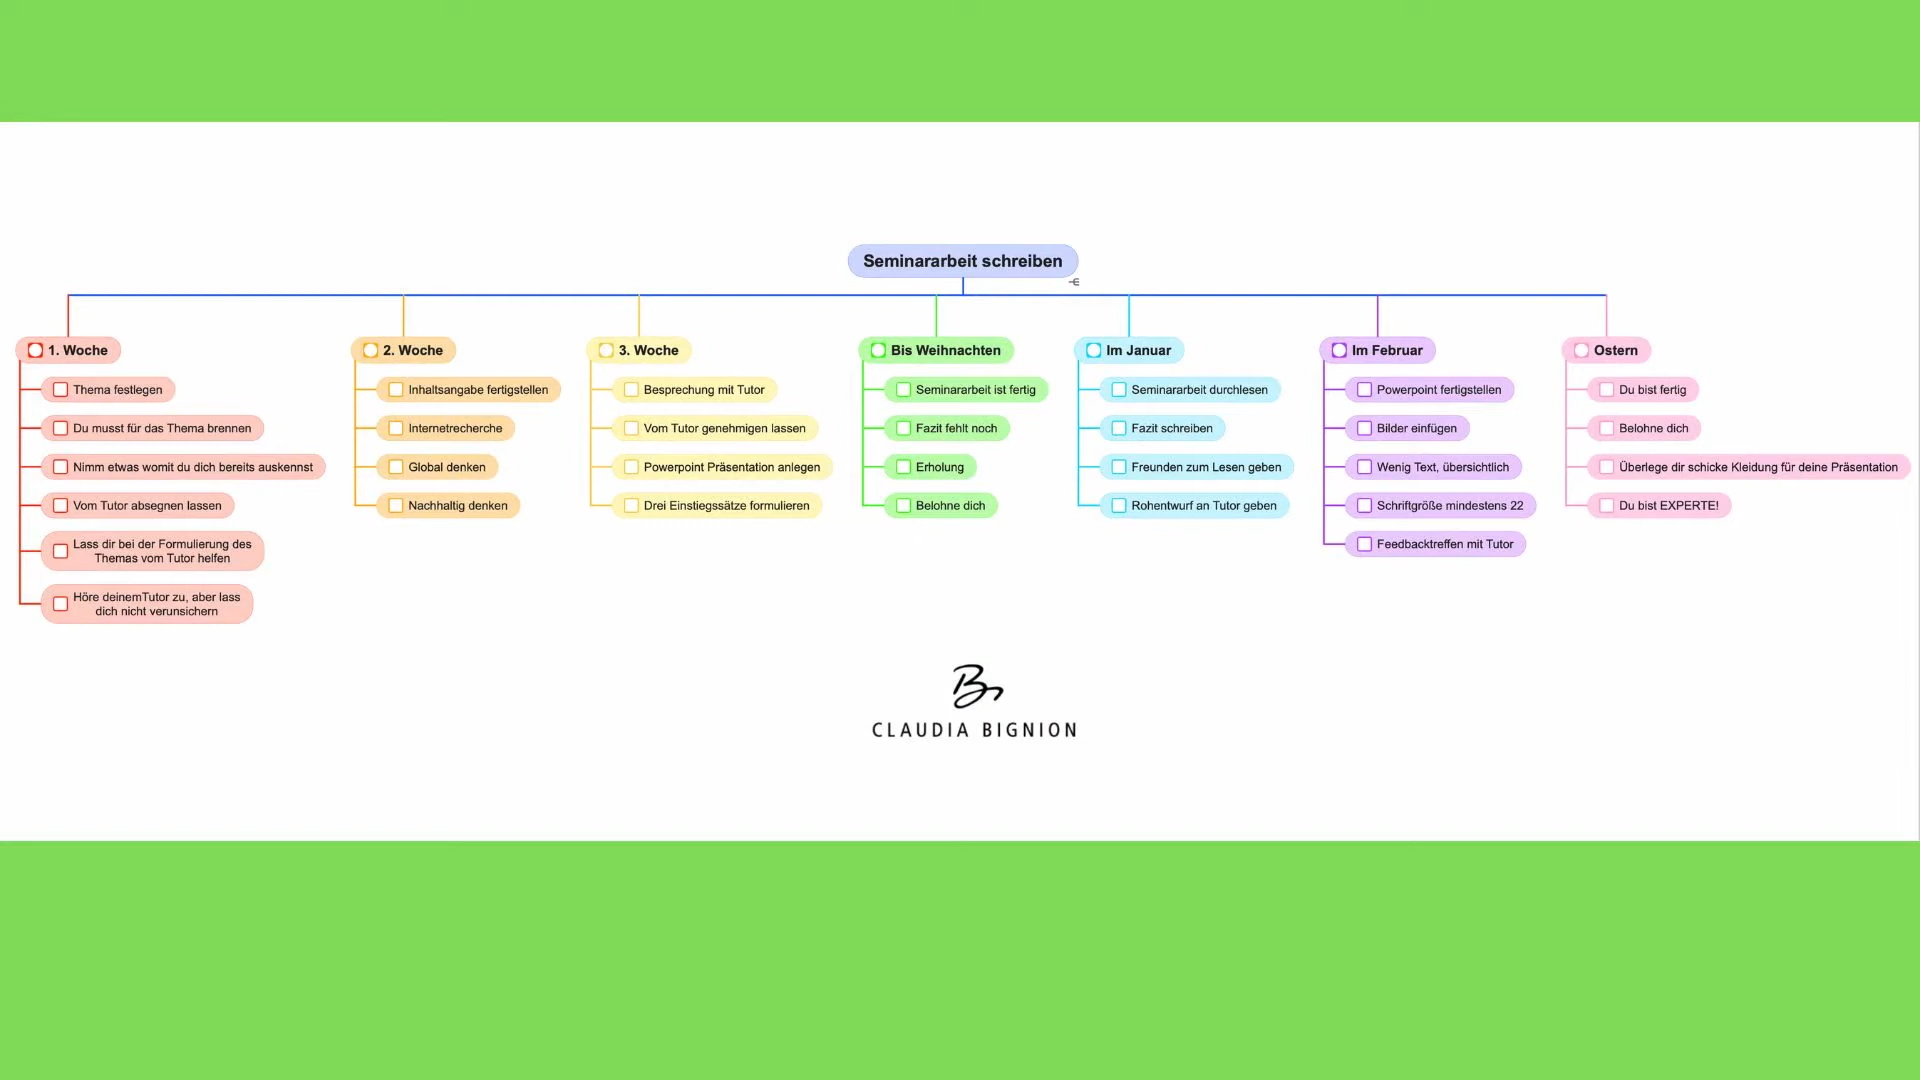 Seminararbeit schreiben
1. Woche
Thema festlegen
Du musst für das Thema brennen
Nimm etwas womit du dich bereits auskennst
Vom Tutor absegnen lassen
Lass dir bei der Formulierung des
Themas vom Tutor helfen
Höre deinemTutor zu, aber lass
dich nicht verunsichern
2. Woche
Inhaltsangabe fertigstellen
Internetrecherche
Global denken
Nachhaltig denken
3. Woche
Besprechung mit Tutor
Vom Tutor genehmigen lassen
Powerpoint Präsentation anlegen
Drei Einstiegssätze formulieren
Bis Weihnachten
Seminararbeit ist fertig
Fazit fehlt noch
Erholung
Belohne dich
Im Januar
Seminararbeit durchlesen
Fazit schreiben
Freunden zum Lesen geben
Rohentwurf an Tutor geben
Im Februar
Powerpoint fertigstellen
Bilder einfügen
Wenig Text, übersichtlich
Schriftgröße mindestens 22
Feedbacktreffen mit Tutor
Ostern
Du bist fertig
Belohne dich
Überlege dir schicke Kleidung für deine Präsentation
Du bist EXPERTE!
CLAUDIA BIGNION